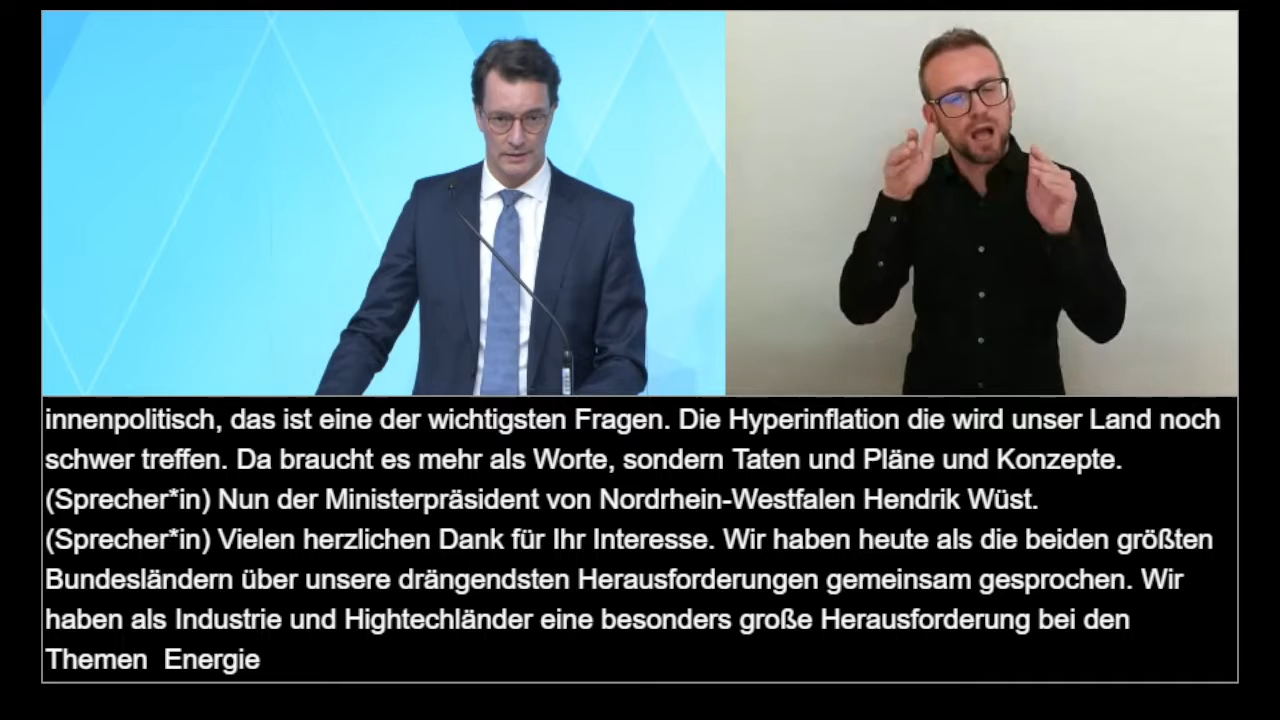 innenpolitisch, das ist eine der wichtigsten Fragen. Die Hyperinflation die wird unser Land noch
schwer treffen. Da braucht es mehr als Worte, sondern Taten und Pläne und Konzepte.
(Sprecher*in) Nun der Ministerpräsident von Nordrhein-Westfalen Hendrik Wüst.
(Sprecher*in) Vielen herzlichen Dank für Ihr Interesse. Wir haben heute als die beiden größten
Bundesländern über unsere drängendsten Herausforderungen gemeinsam gesprochen. Wir
haben als Industrie und Hightechländer eine besonders große Herausforderung bei den
Themen  Energie